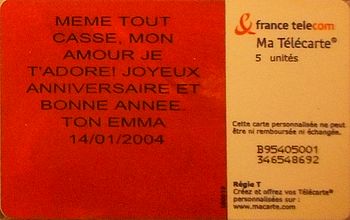 MEME TOUT
CASSE, MON
AMOUR JE
T'ADORE! JOYEUX
ANNIVERSAIRE ET
BONNE ANNEE.
TON EMMA
14/01/2004
france telecom
Ma Télécarte®
5 unités
Cette carte personnalisée ne peut
être ni remboursée ni échangée.
B95405001
346548692
Régie T
Créez et offrez vos Télécarte®
personnalisées sur :
www.macarte.com